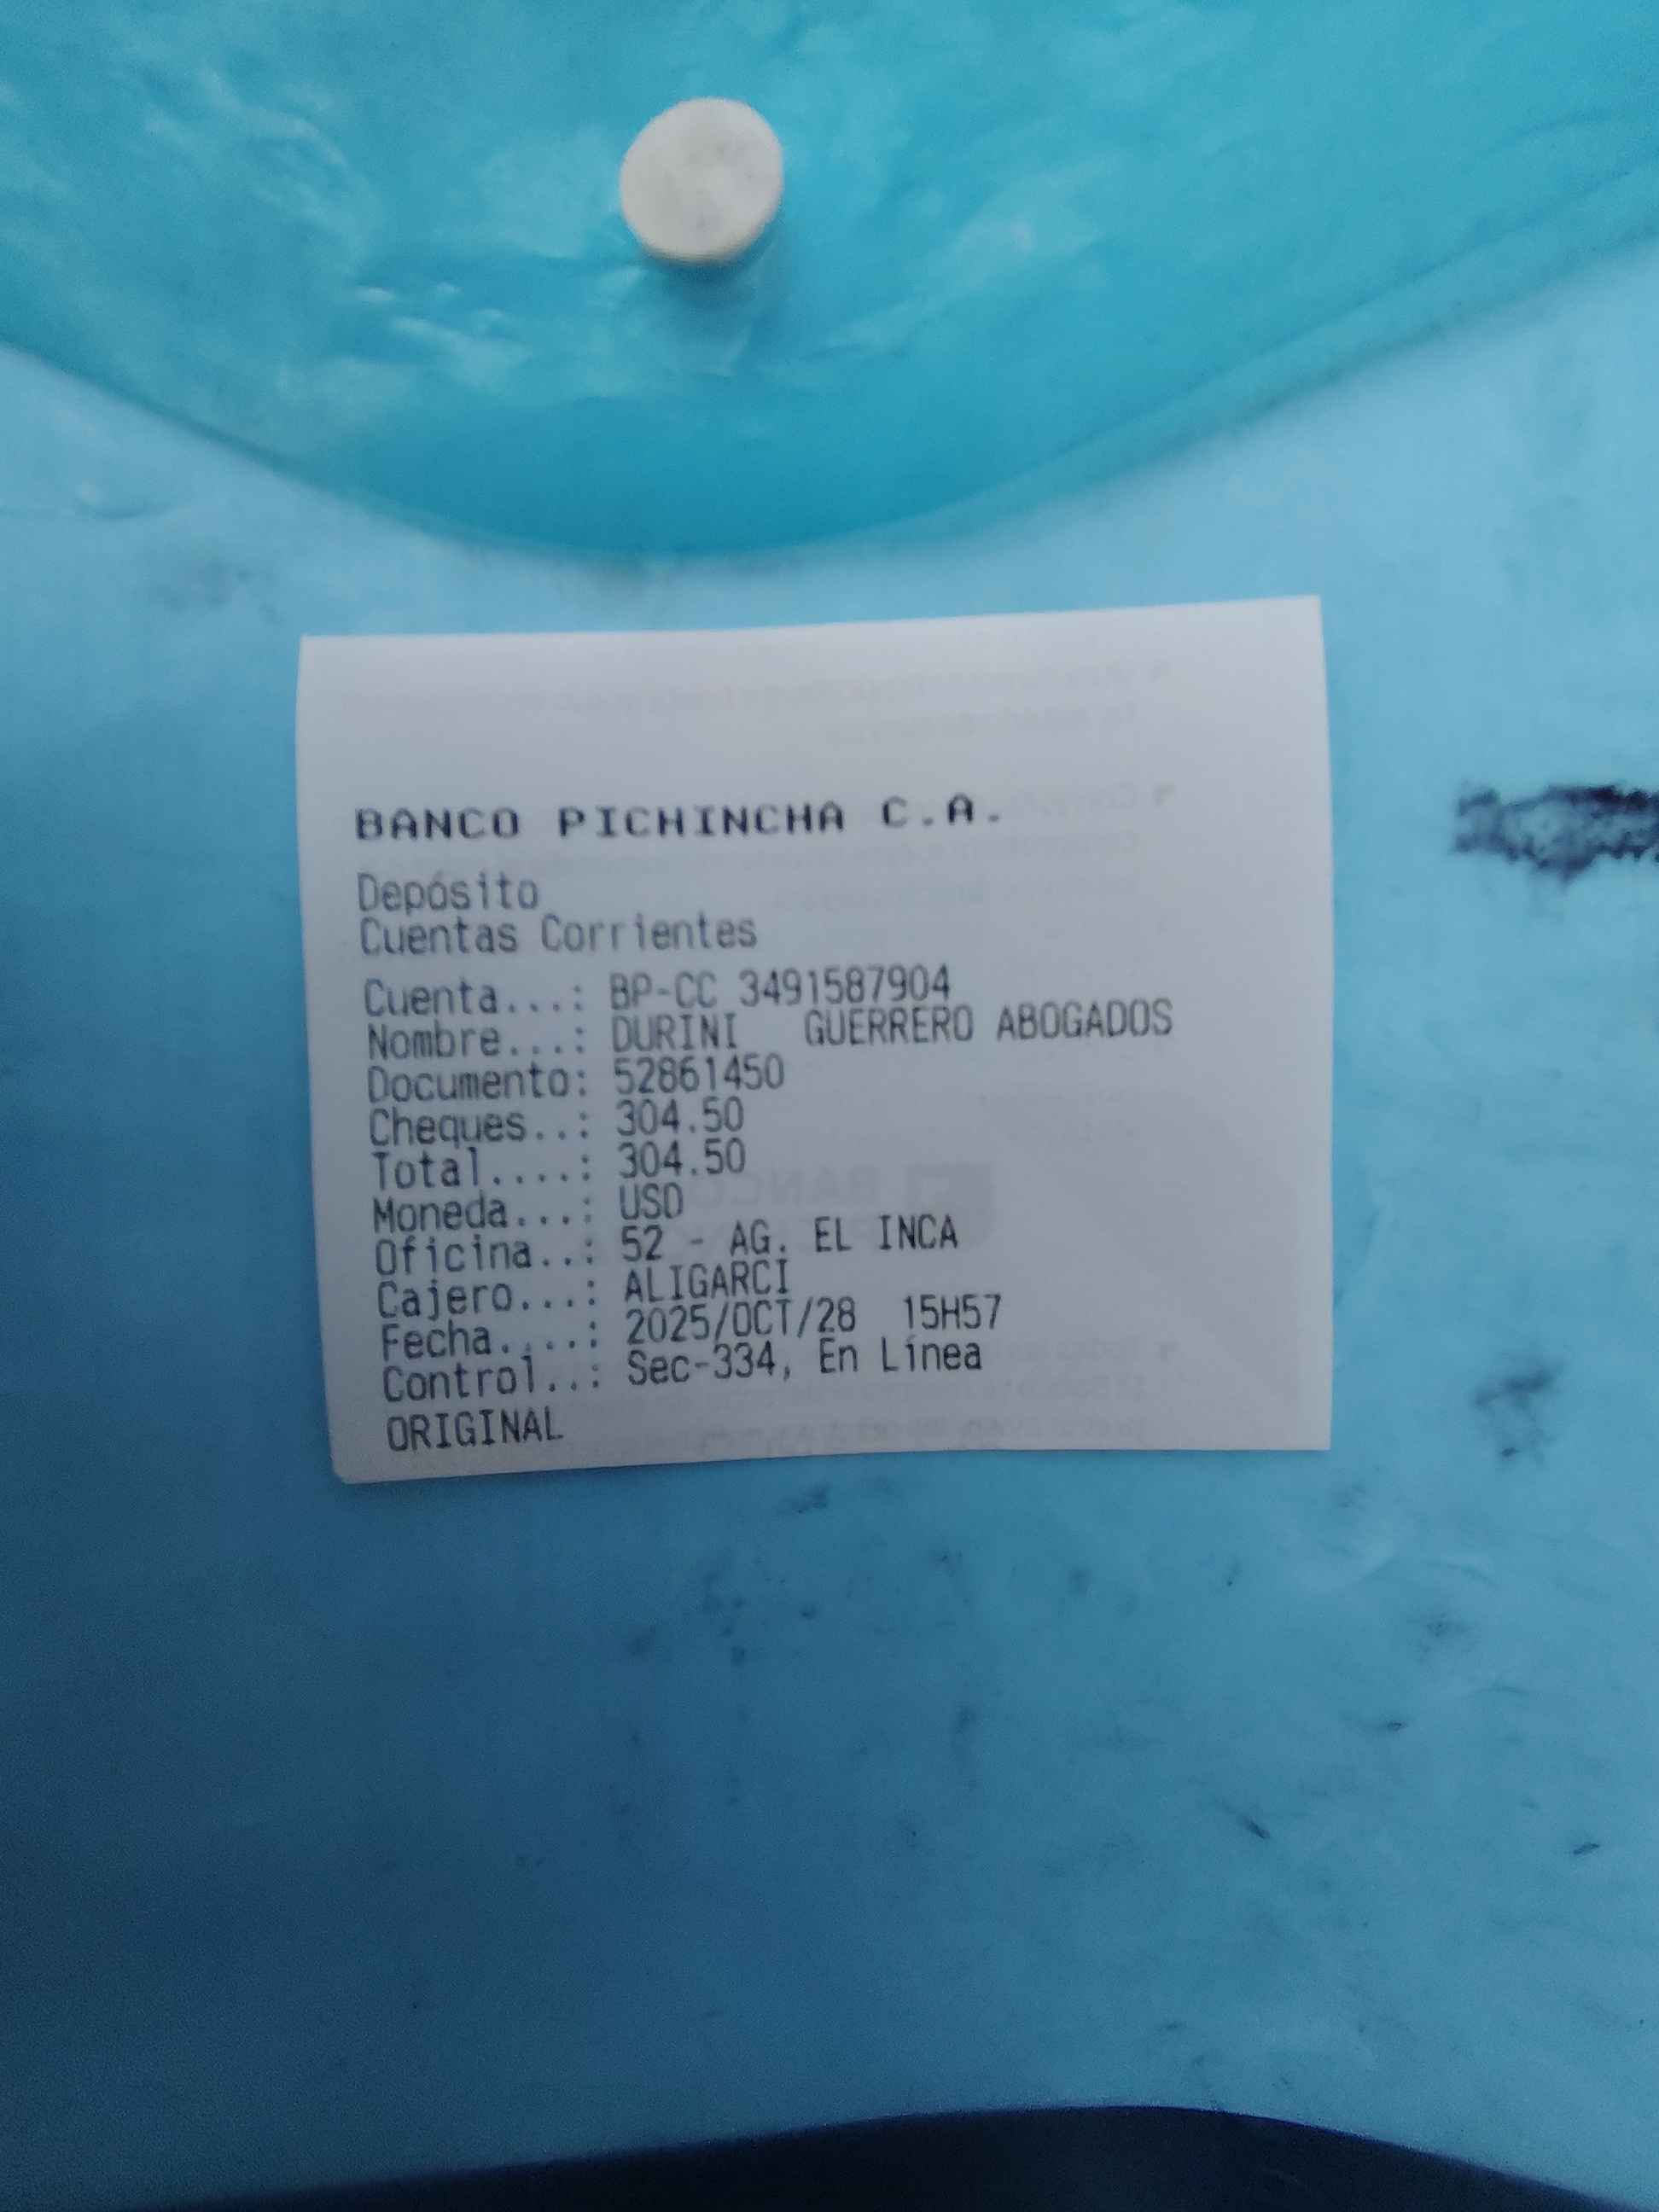 BANCO PICHINCHA C.A.
Depósito
Cuentas Corrientes
Cuenta...: BP-CC 3491587904
Nombre...: DURINI GUERRERO ABOGADOS
Documento: 52861450
Cheques..: 304.50
Total....: 304.50
Moneda...: USD
Oficina..: 52 - AG. EL INCA
Cajero...: ALIGARCI
Fecha....: 2025/OCT/28 15H57
Control..: Sec-334, En Línea
ORIGINAL